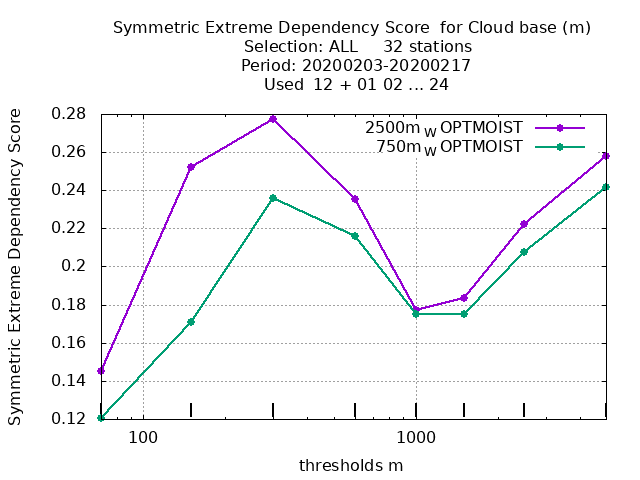 Symmetric Extreme Dependency Score for Cloud base (m)
Selection: ALL 32 stations
Period: 20200203-20200217
Used 12 + 01 02 ... 24
Symmetric Extreme Dependency Score
0.28
0.26
0.24
0.22
0.2
0.18
0.16
0.14
0.12
2500m W OPTMOIST
750m W OPTMOIST
100
1000
thresholds m